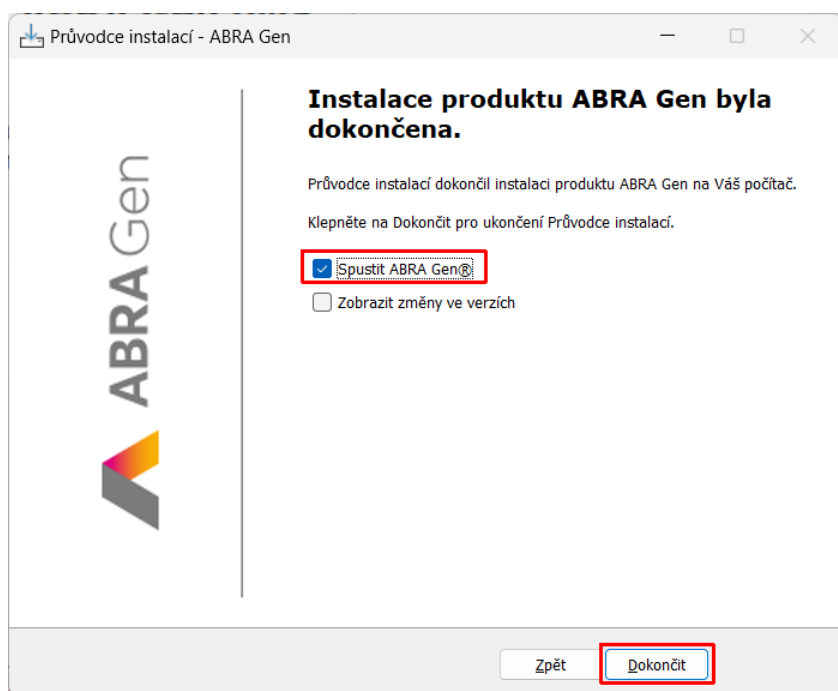 Průvodce instalací - ABRA Gen
Instalace produktu ABRA Gen byla
dokončena.
Průvodce instalací dokončil instalaci produktu ABRA Gen na Váš počítač.
Klepněte na Dokončit pro ukončení Průvodce instalací.
Spustit ABRA Gen®
Zobrazit změny ve verzích
ABRA Gen
Zpět
Dokončit